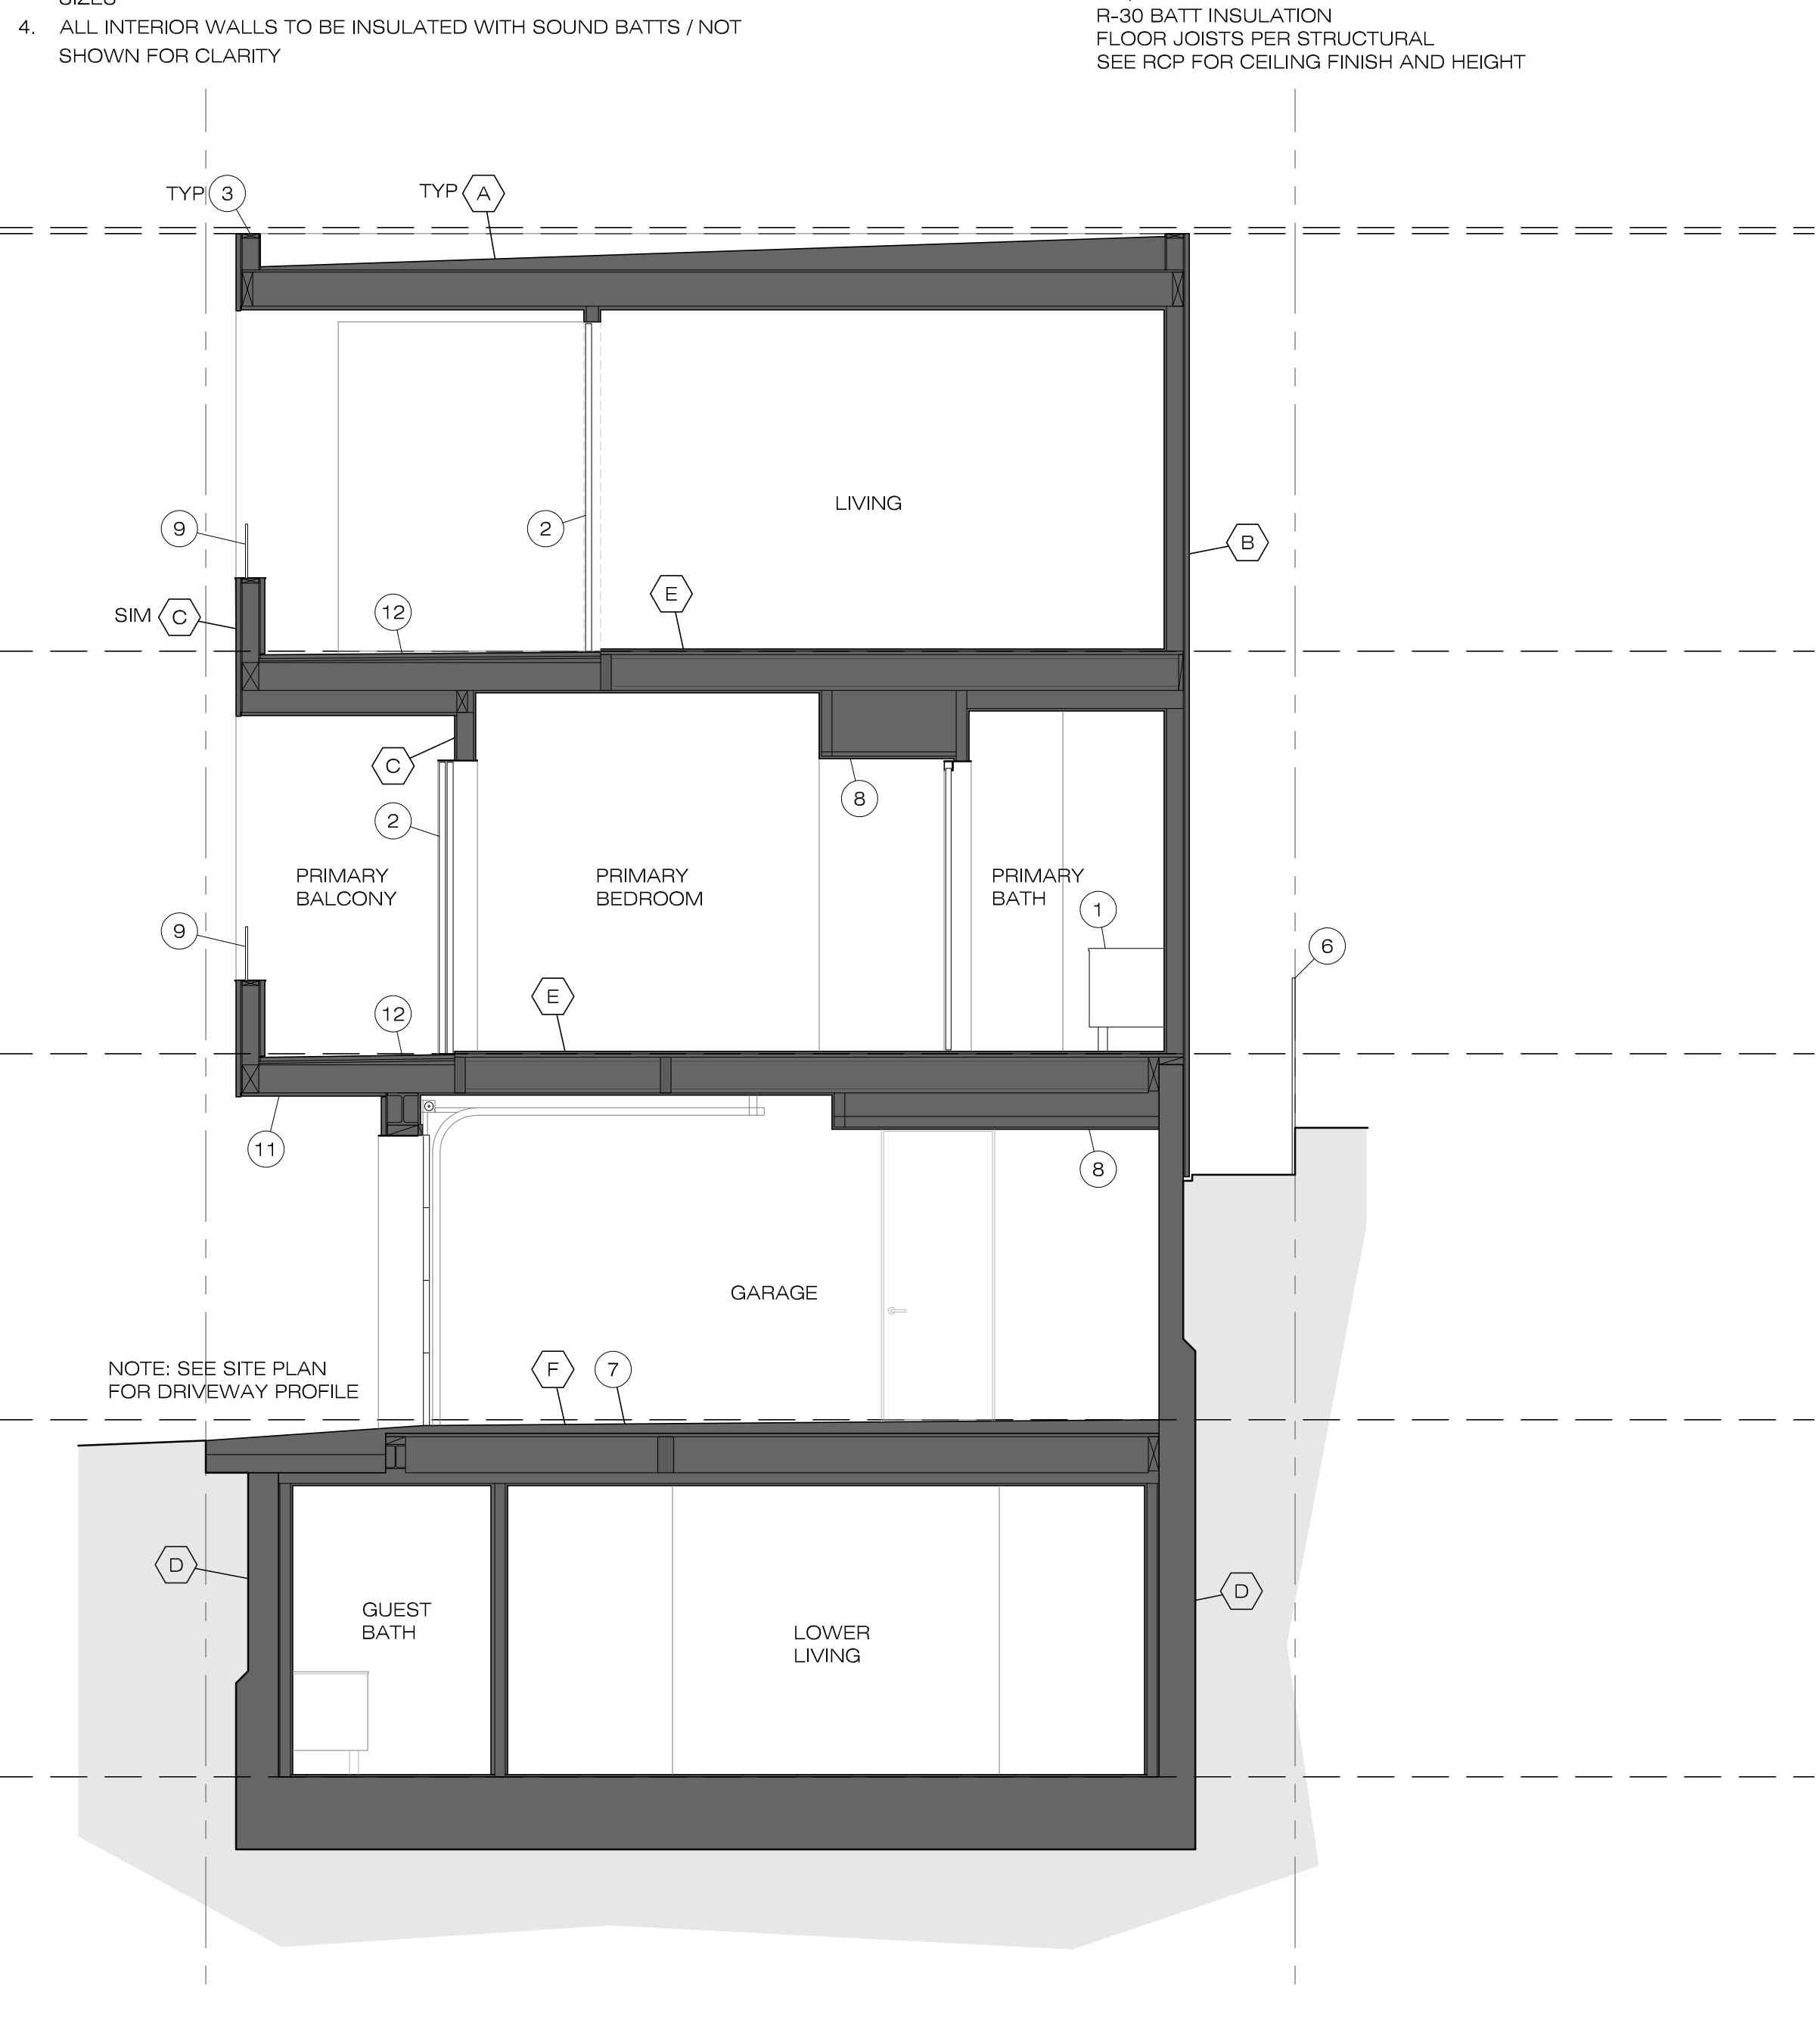 SIZES
4. ALL INTERIOR WALLS TO BE INSULATED WITH SOUND BATTS / NOT
SHOWN FOR CLARITY
R-30 BATT INSULATION
FLOOR JOISTS PER STRUCTURAL
SEE RCP FOR CEILING FINISH AND HEIGHT
TYP 3
TYP A
LIVING
9
2
B
E
12
SIM C
C
8
2
PRIMARY
BALCONY
PRIMARY
BEDROOM
PRIMARY
BATH
1
9
6
E
12
11
8
GARAGE
NOTE: SEE SITE PLAN
FOR DRIVEWAY PROFILE
F
7
D
D
GUEST
BATH
LOWER
LIVING